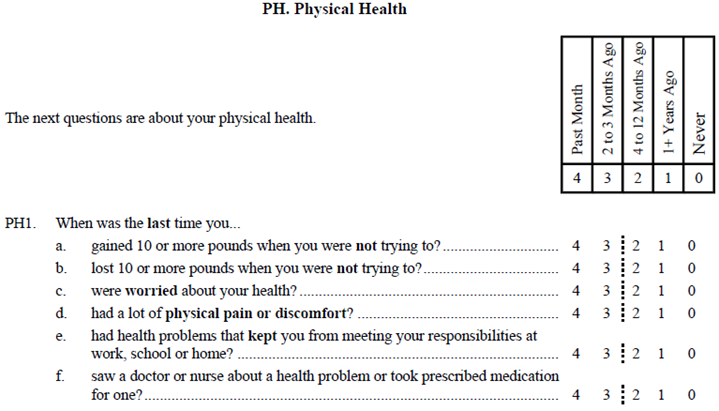 PH. Physical Health
Past Month
2 to 3 Months Ago
4 to 12 Months Ago
1+ Years Ago
Never
The next questions are about your physical health.
4 3 2 1 0
PH1. When was the last time you...
a. gained 10 or more pounds when you were not trying to? 4 3 2 1 0
b. lost 10 or more pounds when you were not trying to? 4 3 2 1 0
c. were worried about your health? 4 3 2 1 0
d. had a lot of physical pain or discomfort? 4 3 2 1 0
e. had health problems that kept you from meeting your responsibilities at
work, school or home? 4 3 2 1 0
f. saw a doctor or nurse about a health problem or took prescribed medication
for one? 4 3 2 1 0